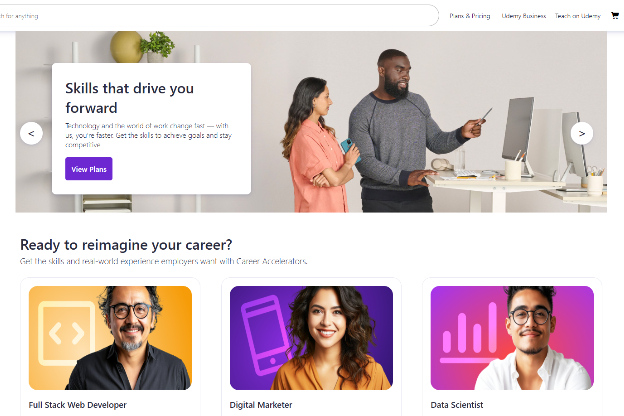 ch for anything
Plans & Pricing Udemy Business Teach on Udemy
Skills that drive you
forward
Technology and the world of work change fast — with
us, you're faster. Get the skills to achieve goals and stay
competitive.
View Plans
< >
Ready to reimagine your career?
Get the skills and real-world experience employers want with Career Accelerators.
Full Stack Web Developer Digital Marketer Data Scientist